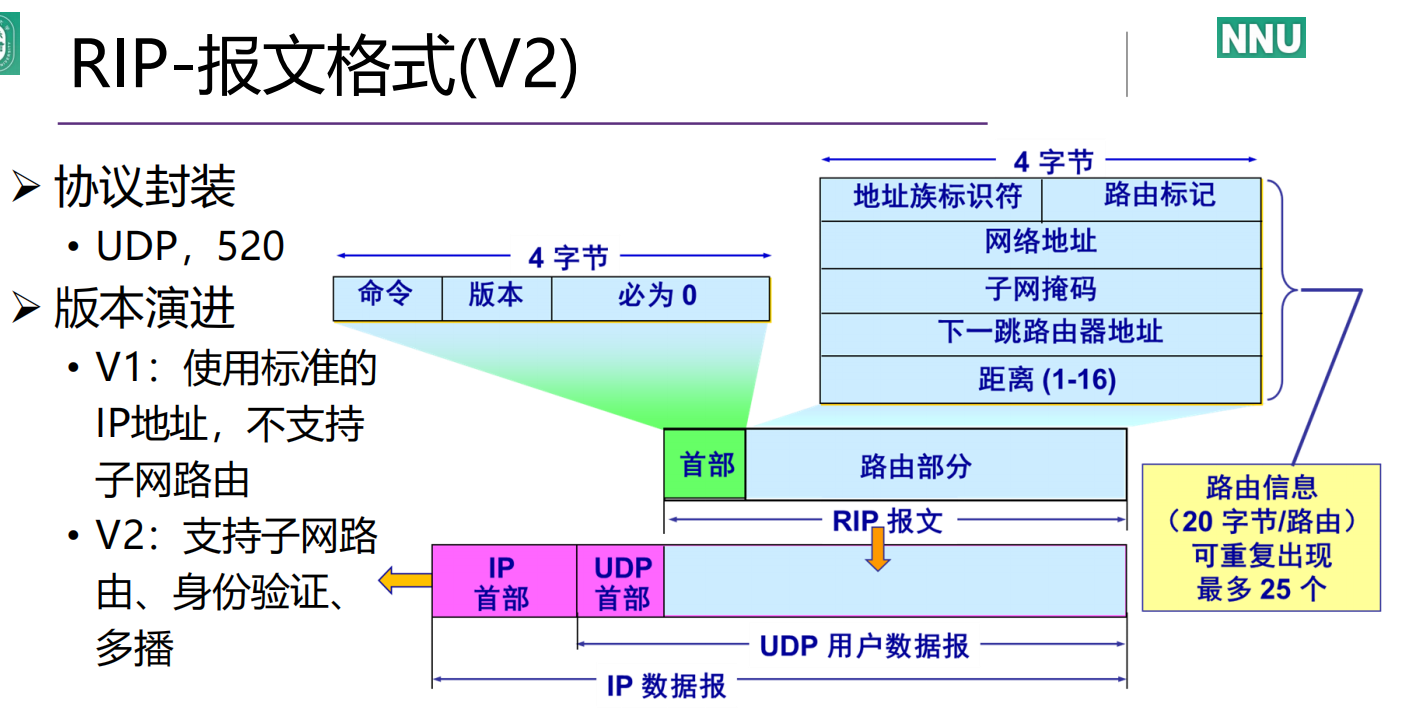 RIP-报文格式(V2)
NNU
➢ 协议封装
• UDP，520
➢ 版本演进
• V1：使用标准的
IP地址，不支持
子网路由
• V2：支持子网路
由、身份验证、
多播
4 字节
命令 版本 必为 0
4 字节
地址族标识符 路由标记
网络地址
子网掩码
下一跳路由器地址
距离 (1-16)
首部 路由部分
RIP 报文
路由信息
（20 字节/路由）
可重复出现
最多 25 个
IP
首部
UDP
首部
UDP 用户数据报
IP 数据报